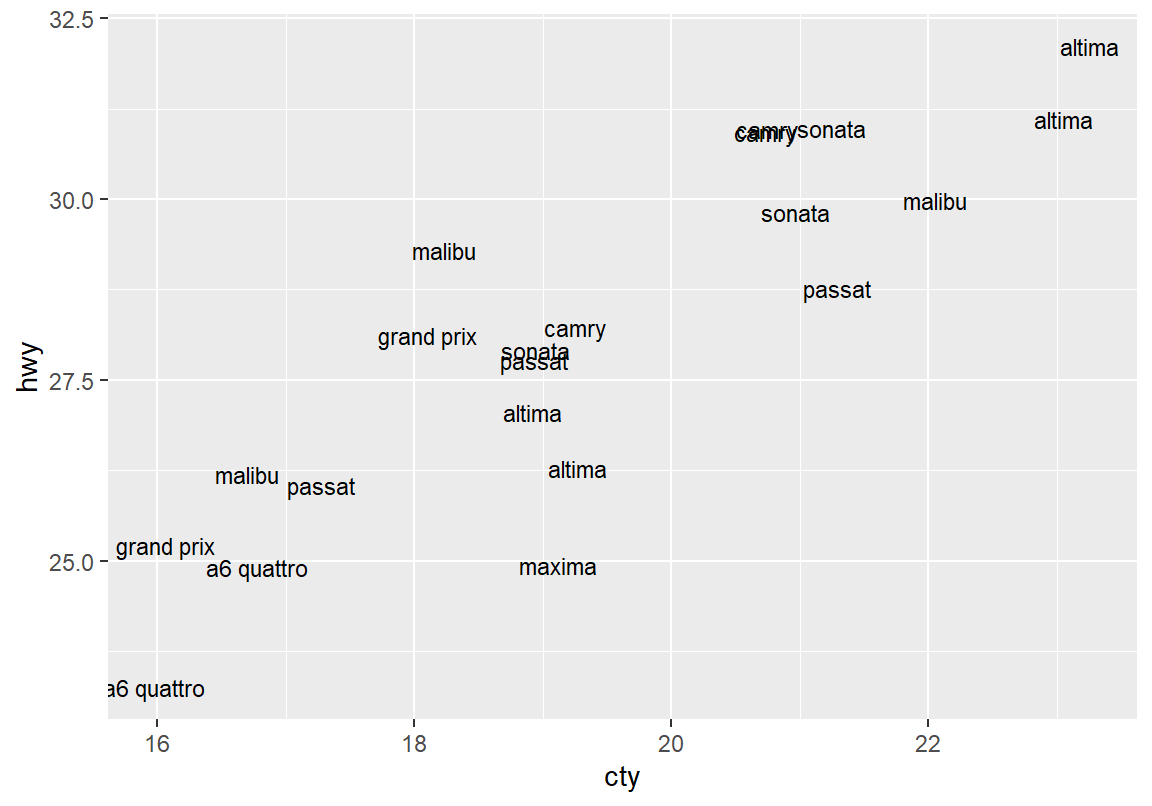 32.5
altima
altima
camry sonata
camry
30.0
malibu
sonata
malibu
passat
grand prix
camry
sonata
passat
hwy
27.5
altima
altima
malibu
passat
grand prix
25.0
a6 quattro
maxima
a6 quattro
16 18 20 22
cty